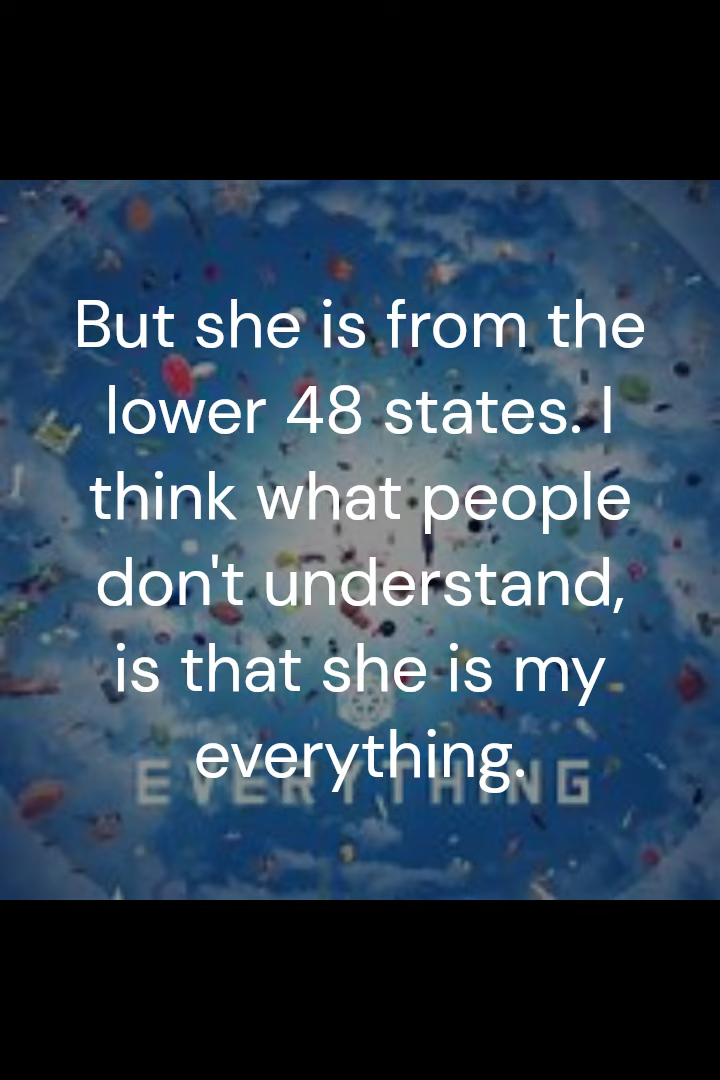 But she is from the
lower 48 states. I
think what people
don't understand,
is that she is my
everything.
EVERYTHING